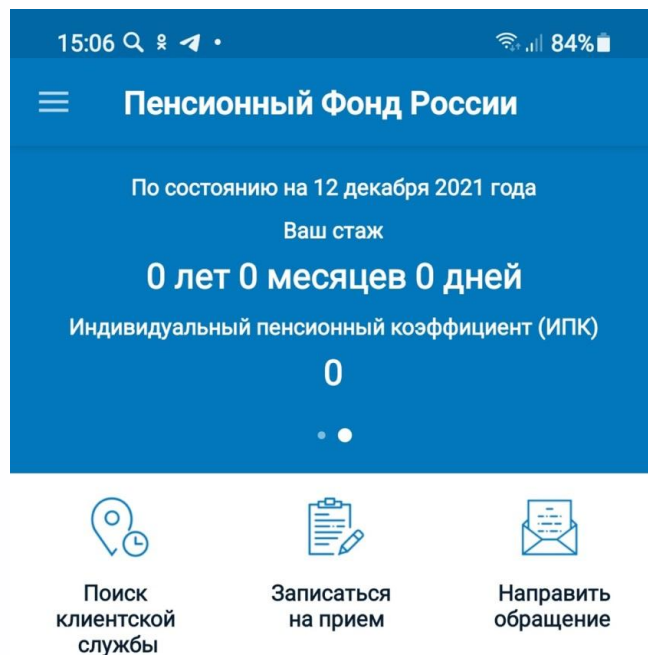 15:06
84%
Пенсионный Фонд России
По состоянию на 12 декабря 2021 года
Ваш стаж
0 лет 0 месяцев 0 дней
Индивидуальный пенсионный коэффициент (ИПК)
0
Поиск
клиентской
службы
Записаться
на прием
Направить
обращение